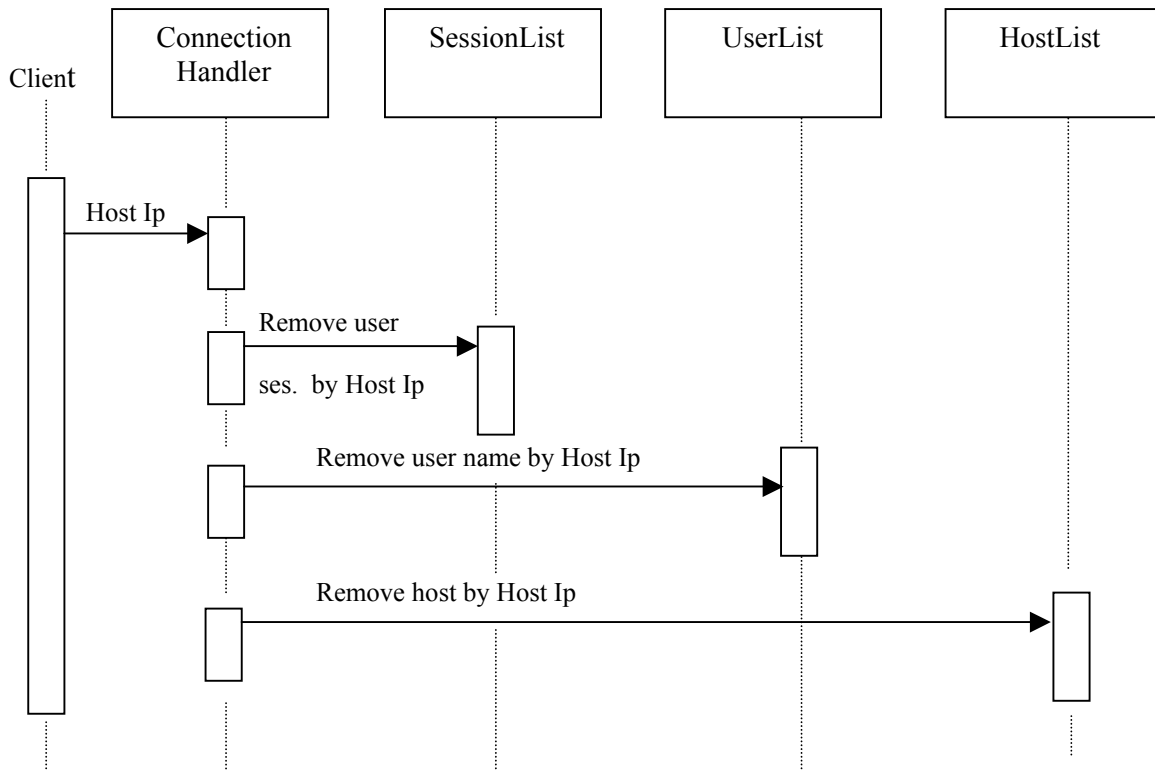 Connection
Handler
SessionList
UserList
HostList
Client
Host Ip
Remove user
ses. by Host Ip
Remove user name by Host Ip
Remove host by Host Ip